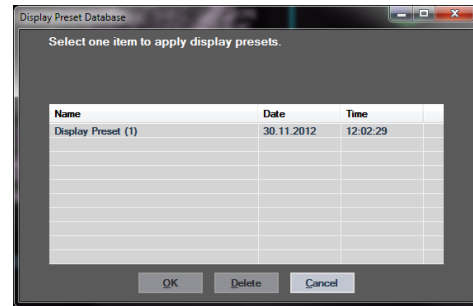 Display Preset Database
Select one item to apply display presets.
Name Date Time
Display Preset (1) 30.11.2012 12:02:29
OK Delete Cancel